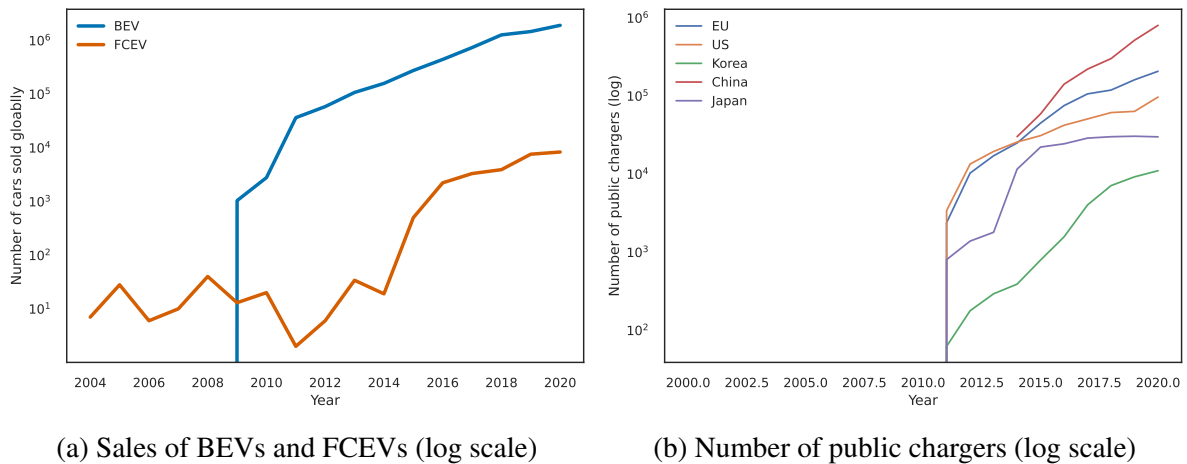 BEV
FCEV
Number of cars sold gloablly
10^6
10^5
10^4
10^3
10^2
10^1
2004 2006 2008 2010 2012 2014 2016 2018 2020
Year
(a) Sales of BEVs and FCEVs (log scale)
EU
US
Korea
China
Japan
Number of public chargers (log)
10^6
10^5
10^4
10^3
10^2
2000.0 2002.5 2005.0 2007.5 2010.0 2012.5 2015.0 2017.5 2020.0
Year
(b) Number of public chargers (log scale)